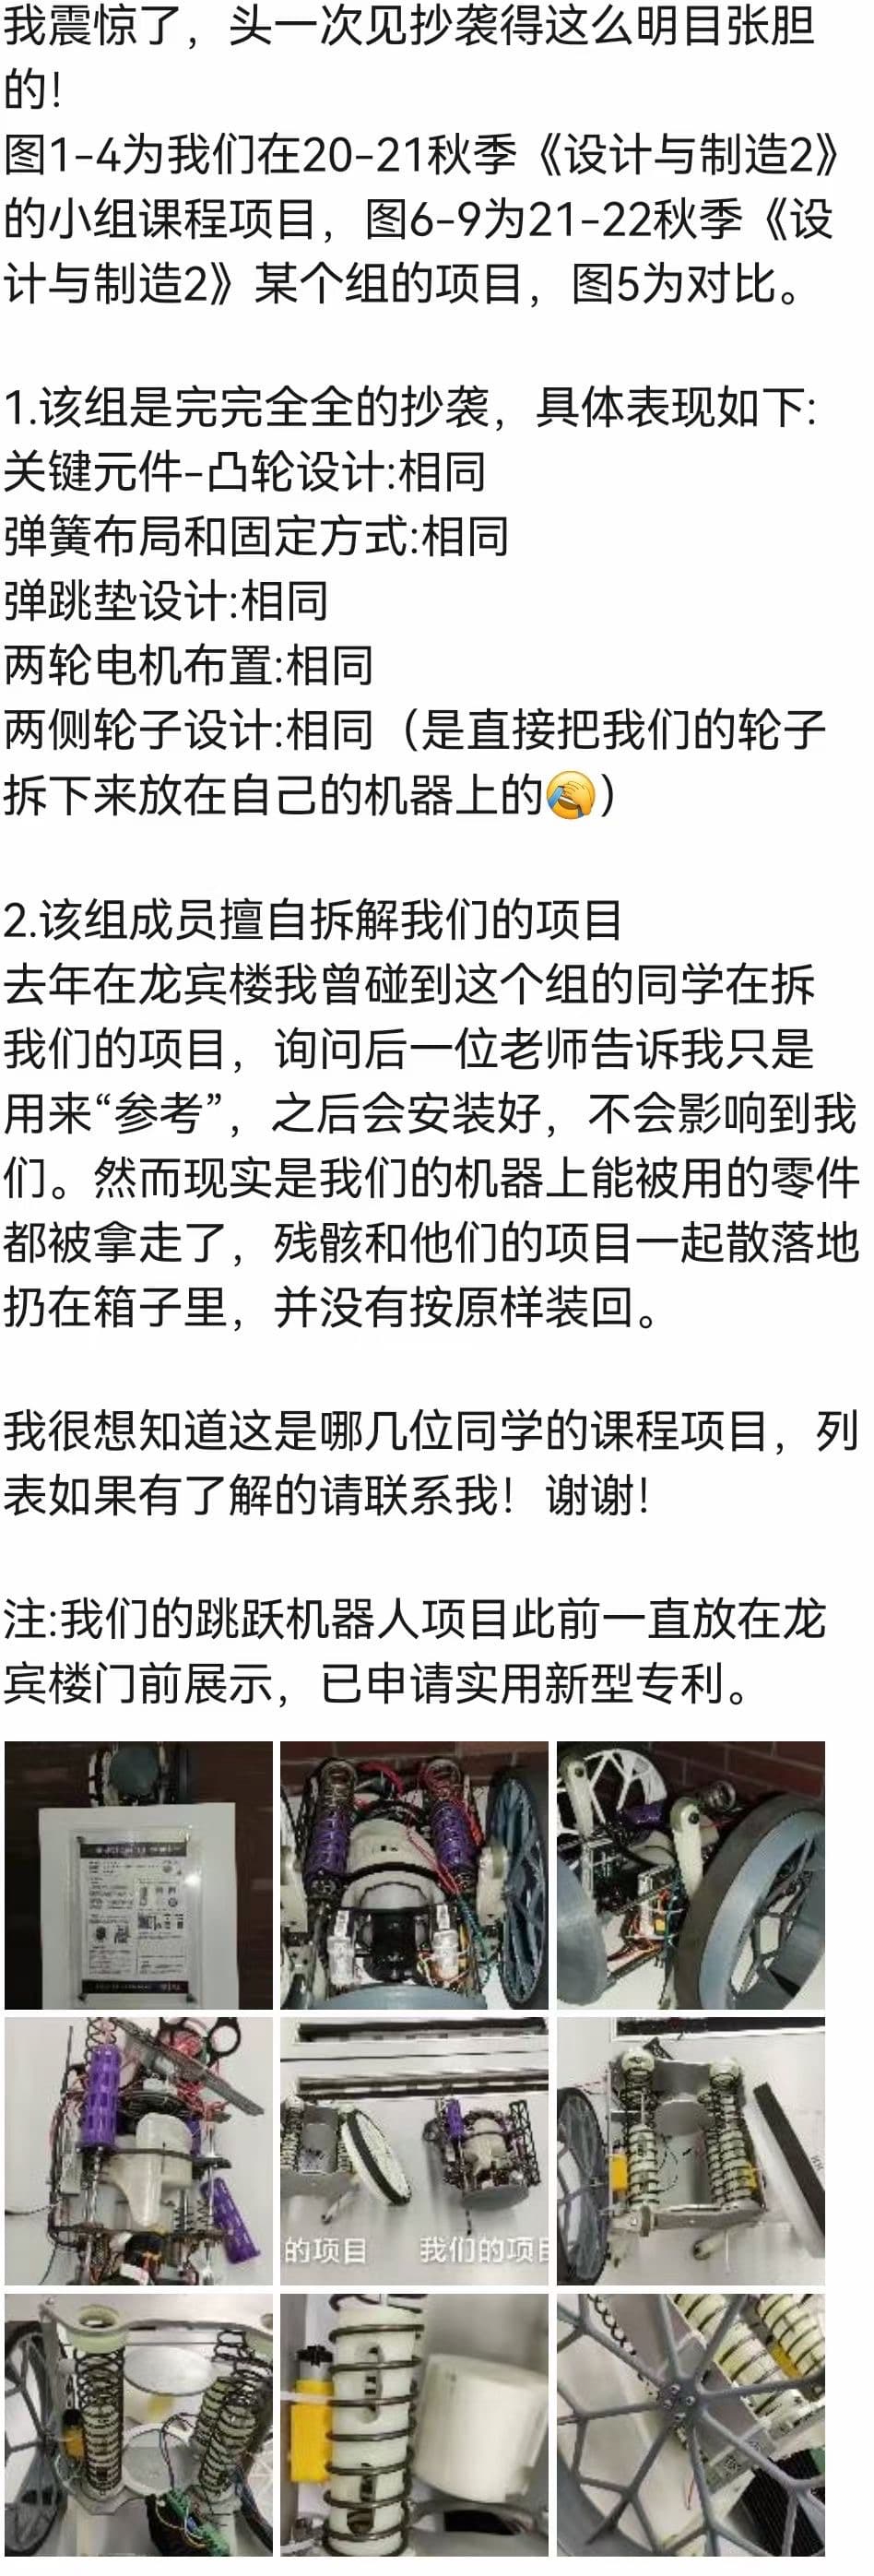 我震惊了，头一次见抄袭得这么明目张胆
的！
图1-4为我们在20-21秋季《设计与制造2》
的小组课程项目，图6-9为21-22秋季《设
计与制造2》某个组的项目，图5为对比。
1.该组是完完全全的抄袭，具体表现如下:
关键元件-凸轮设计:相同
弹簧布局和固定方式:相同
弹跳垫设计:相同
两轮电机布置:相同
两侧轮子设计:相同（是直接把我们的轮子
拆下来放在自己的机器上的🤦）
2.该组成员擅自拆解我们的项目
去年在龙宾楼我曾碰到这个组的同学在拆
我们的项目，询问后一位老师告诉我只是
用来“参考”，之后会安装好，不会影响到我
们。然而现实是我们的机器上能被用的零件
都被拿走了，残骸和他们的项目一起散落地
扔在箱子里，并没有按原样装回。
我很想知道这是哪几位同学的课程项目，列
表如果有了解的请联系我！谢谢！
注:我们的跳跃机器人项目此前一直放在龙
宾楼门前展示，已申请实用新型专利。
的项目 我们的项目